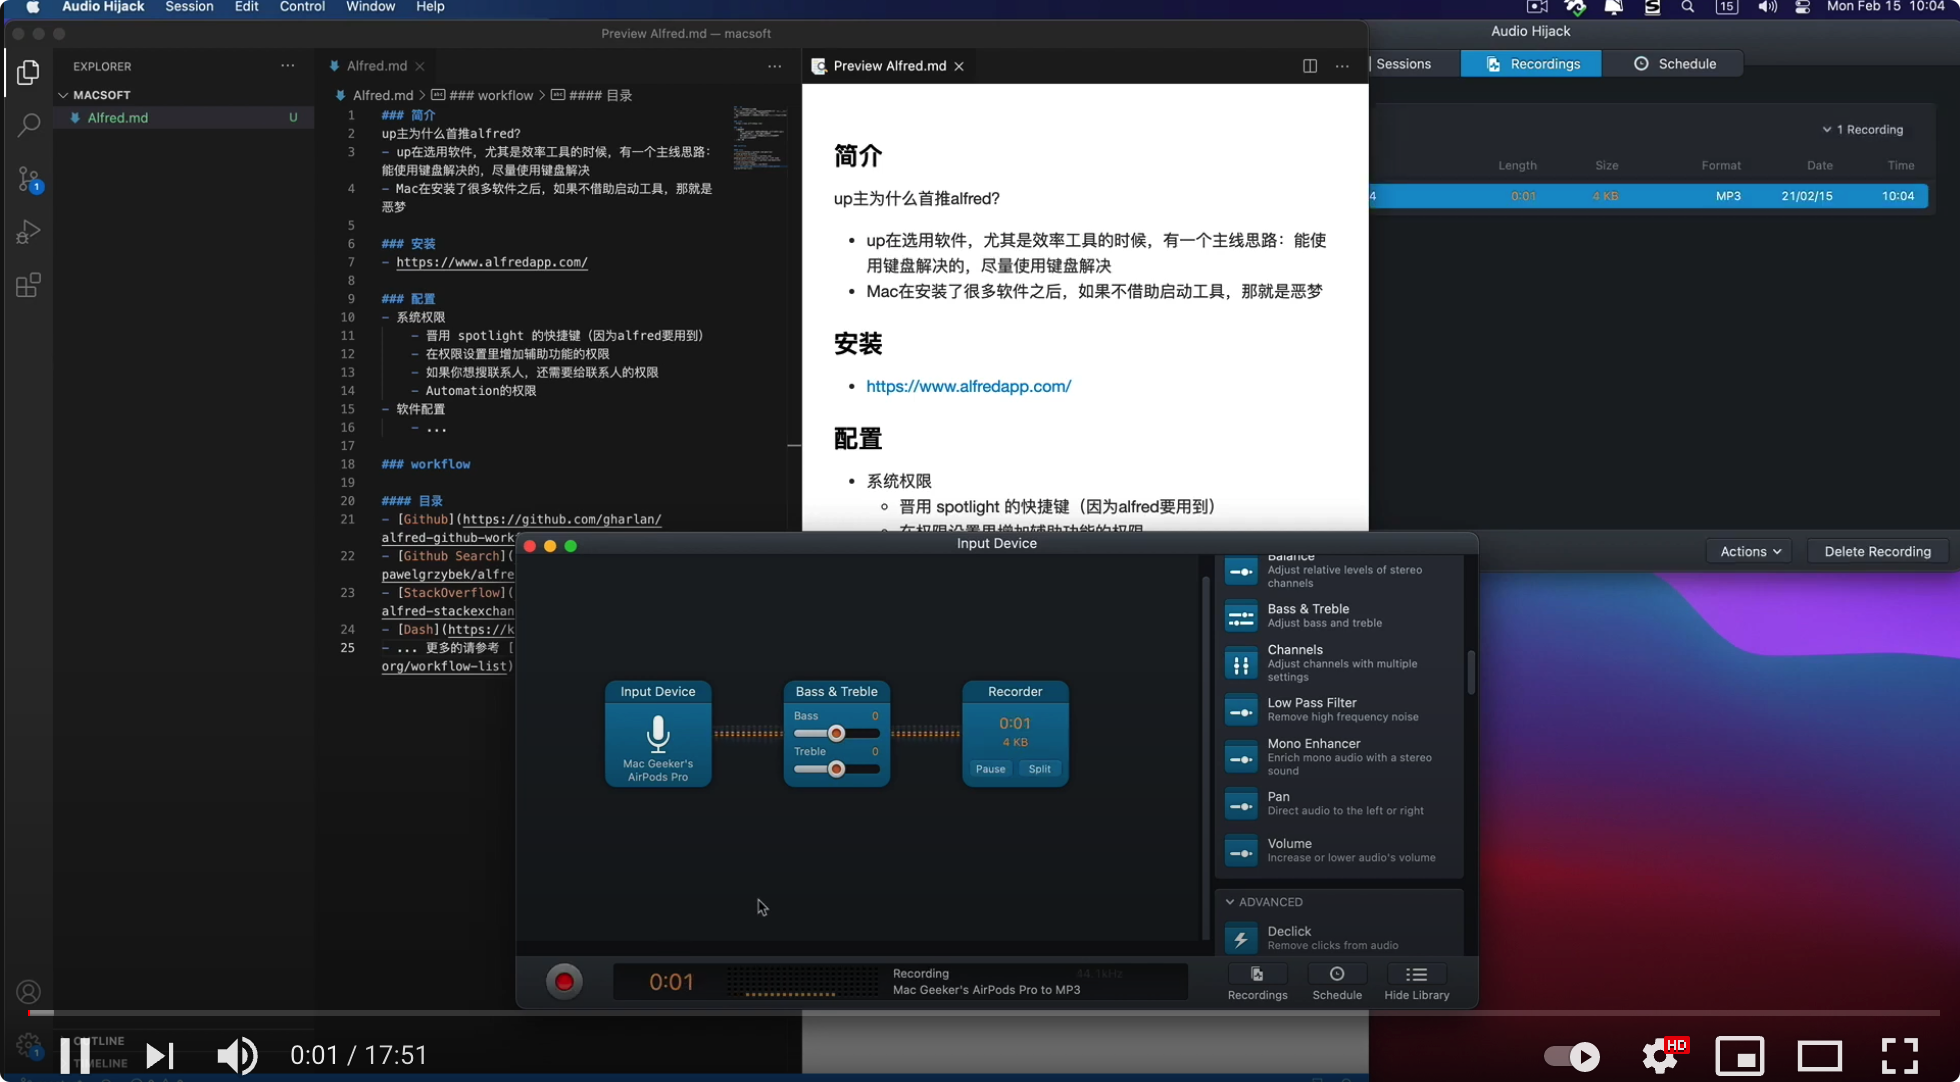 Audio Hijack Session Edit Control Window Help
15 Mon Feb 15 10:04
Preview Alfred.md — macsoft
EXPLORER
MACSOFT
Alfred.md U
1
Alfred.md
Alfred.md > ### workflow > #### 目录
1 ### 简介
2 up主为什么首推alfred?
3 - up在选用软件，尤其是效率工具的时候，有一个主线思路：
能使用键盘解决的，尽量使用键盘解决
4 - Mac在安装了很多软件之后，如果不借助启动工具，那就是
恶梦
5
6 ### 安装
7 - https://www.alfredapp.com/
8
9 ### 配置
10 - 系统权限
11 - 晋用 spotlight 的快捷键（因为alfred要用到）
12 - 在权限设置里增加辅助功能的权限
13 - 如果你想搜联系人，还需要给联系人的权限
14 - Automation的权限
15 - 软件配置
16 - ...
17
18 ### workflow
19
20 #### 目录
21 - [Github](https://github.com/gharlan/
alfred-github-work
22 - [Github Search](
pawelgrzybek/alfre
23 - [StackOverflow](
alfred-stackexchan
24 - [Dash](https://k
25 - ... 更多的请参考 [
org/workflow-list)
Preview Alfred.md
简介
up主为什么首推alfred?
• up在选用软件，尤其是效率工具的时候，有一个主线思路：能使
用键盘解决的，尽量使用键盘解决
• Mac在安装了很多软件之后，如果不借助启动工具，那就是恶梦
安装
• https://www.alfredapp.com/
配置
• 系统权限
晋用 spotlight 的快捷键（因为alfred要用到）
在权限设置里增加辅助功能的权限
Audio Hijack
Sessions Recordings Schedule
1 Recording
Length Size Format Date Time
4 0:01 4 KB MP3 21/02/15 10:04
Actions Delete Recording
Input Device
Input Device
Mac Geeker's
AirPods Pro
Bass & Treble
Bass 0
Treble 0
Recorder
0:01
4 KB
Pause Split
Balance
Adjust relative levels of stereo
channels
Bass & Treble
Adjust bass and treble
Channels
Adjust channels with multiple
settings
Low Pass Filter
Remove high frequency noise
Mono Enhancer
Enrich mono audio with a stereo
sound
Pan
Direct audio to the left or right
Volume
Increase or lower audio's volume
ADVANCED
Declick
Remove clicks from audio
0:01
Recording 44.1kHz
Mac Geeker's AirPods Pro to MP3
Recordings Schedule Hide Library
OUTLINE
TIMELINE
1
0:01 / 17:51
HD